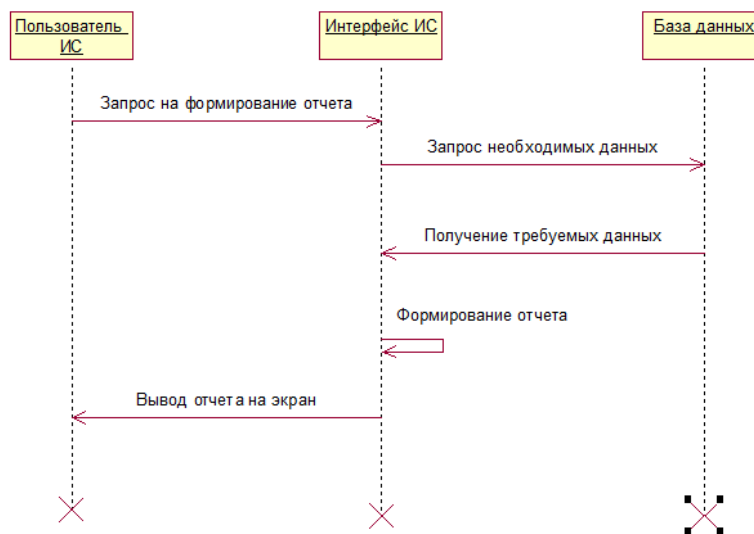 Пользователь
ИС
Интерфейс ИС
База данных
Запрос на формирование отчета
Запрос необходимых данных
Получение требуемых данных
Формирование отчета
Вывод отчета на экран